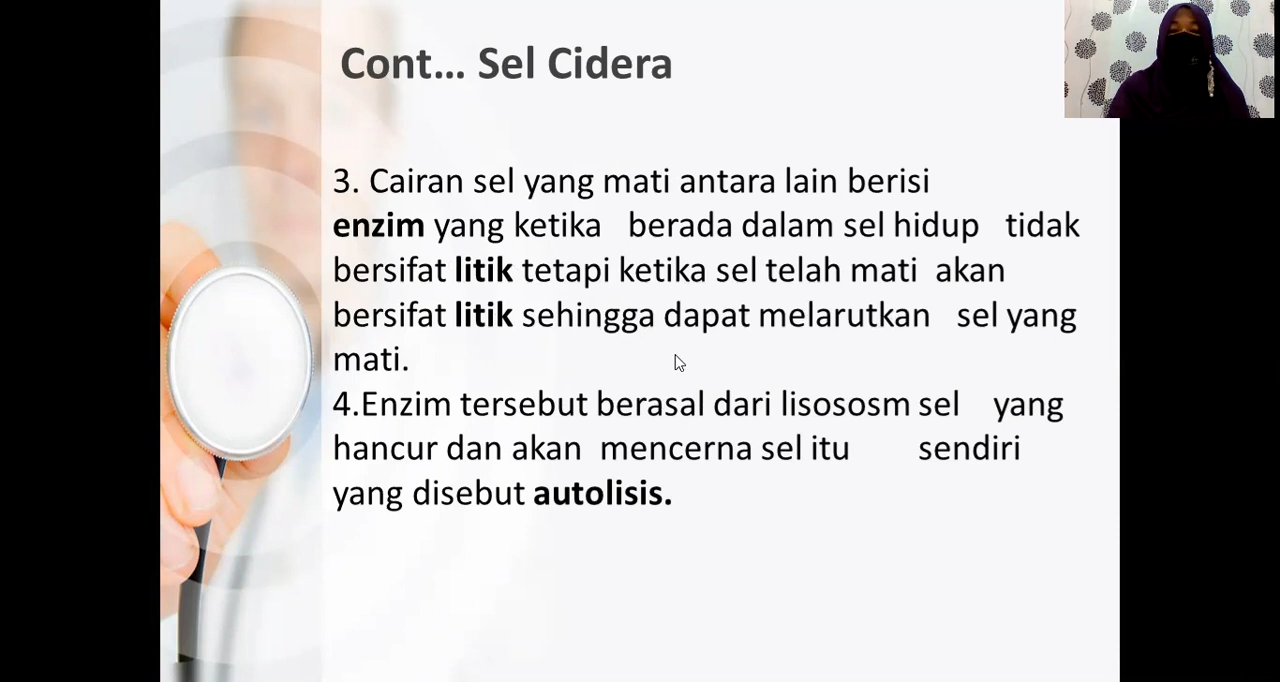 Cont... Sel Cidera
3. Cairan sel yang mati antara lain berisi
enzim yang ketika berada dalam sel hidup tidak
bersifat litik tetapi ketika sel telah mati akan
bersifat litik sehingga dapat melarutkan sel yang
mati.
4.Enzim tersebut berasal dari lisososm sel yang
hancur dan akan mencerna sel itu sendiri
yang disebut autolisis.